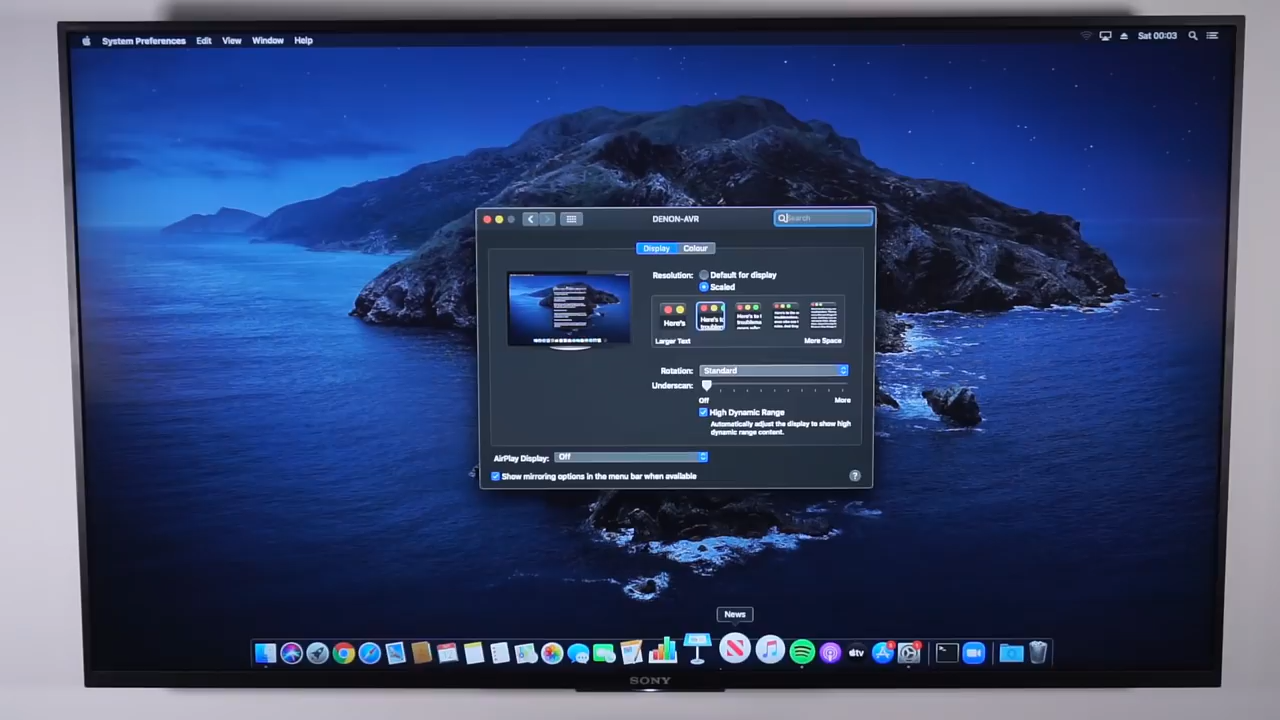 System Preferences Edit View Window Help
Sat 00:03
DENON-AVR
Search
Display Colour
Resolution: Default for display
Scaled
Here's
Larger Text More Space
Rotation: Standard
Underscan:
Off More
High Dynamic Range
Automatically adjust the display to show high
dynamic range content.
AirPlay Display: Off
Show mirroring options in the menu bar when available
?
News
tv
SONY